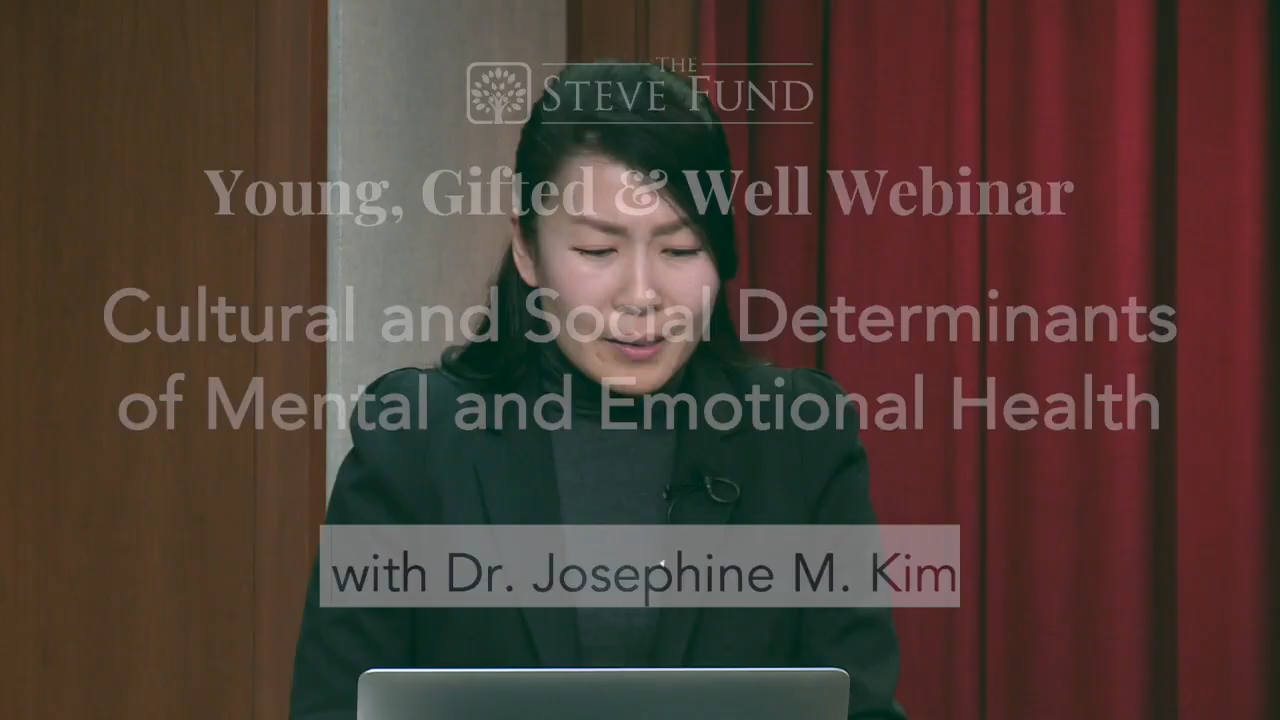 THE
STEVE FUND
Young, Gifted & Well Webinar
Cultural and Social Determinants
of Mental and Emotional Health
with Dr. Josephine M. Kim